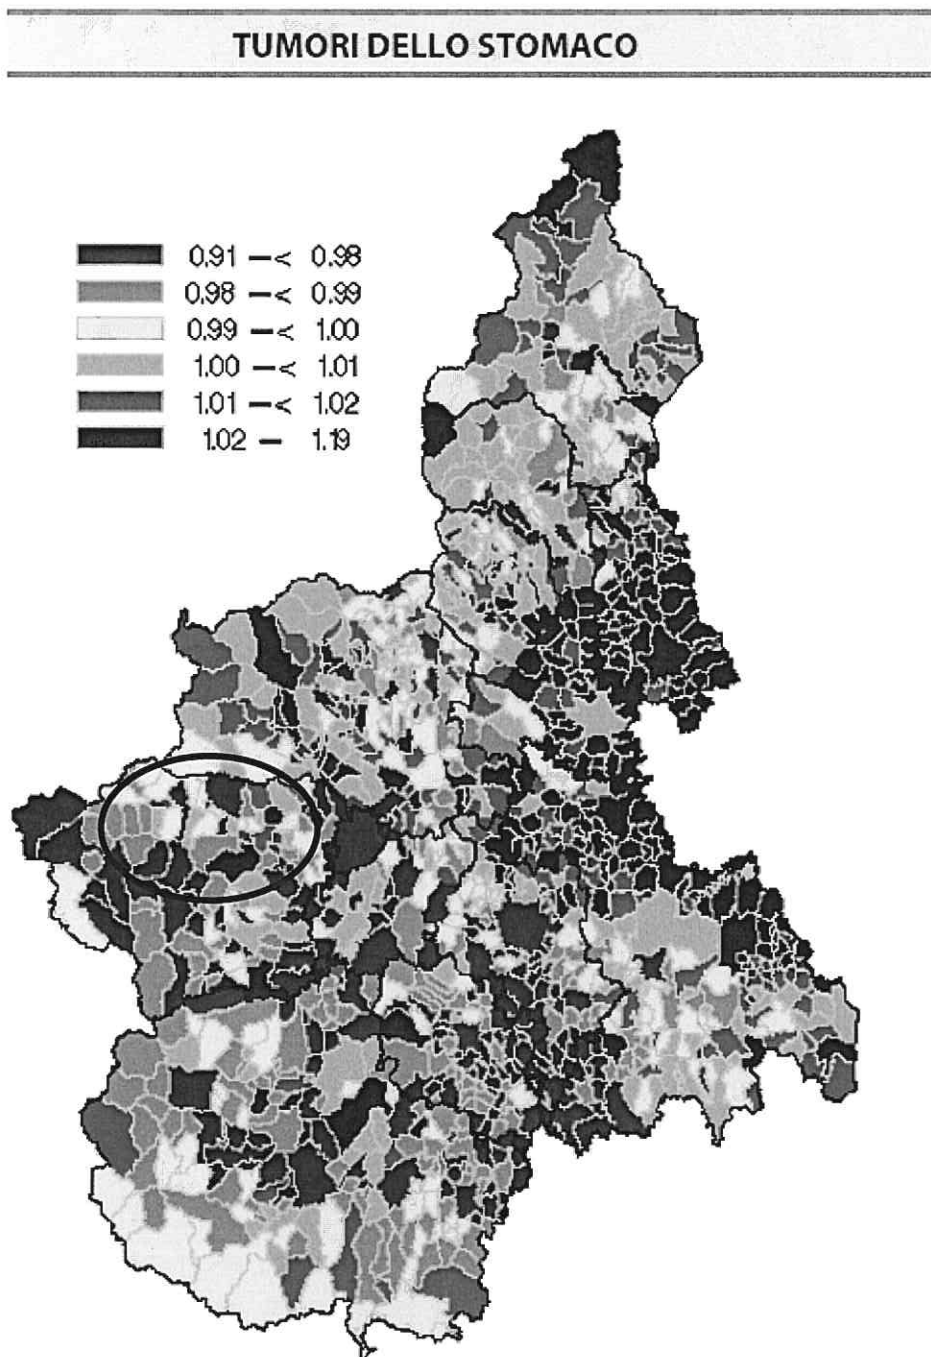 TUMORI DELLO STOMACO
0.91 –< 0.98
0.98 –< 0.99
0.99 –< 1.00
1.00 –< 1.01
1.01 –< 1.02
1.02 – 1.19